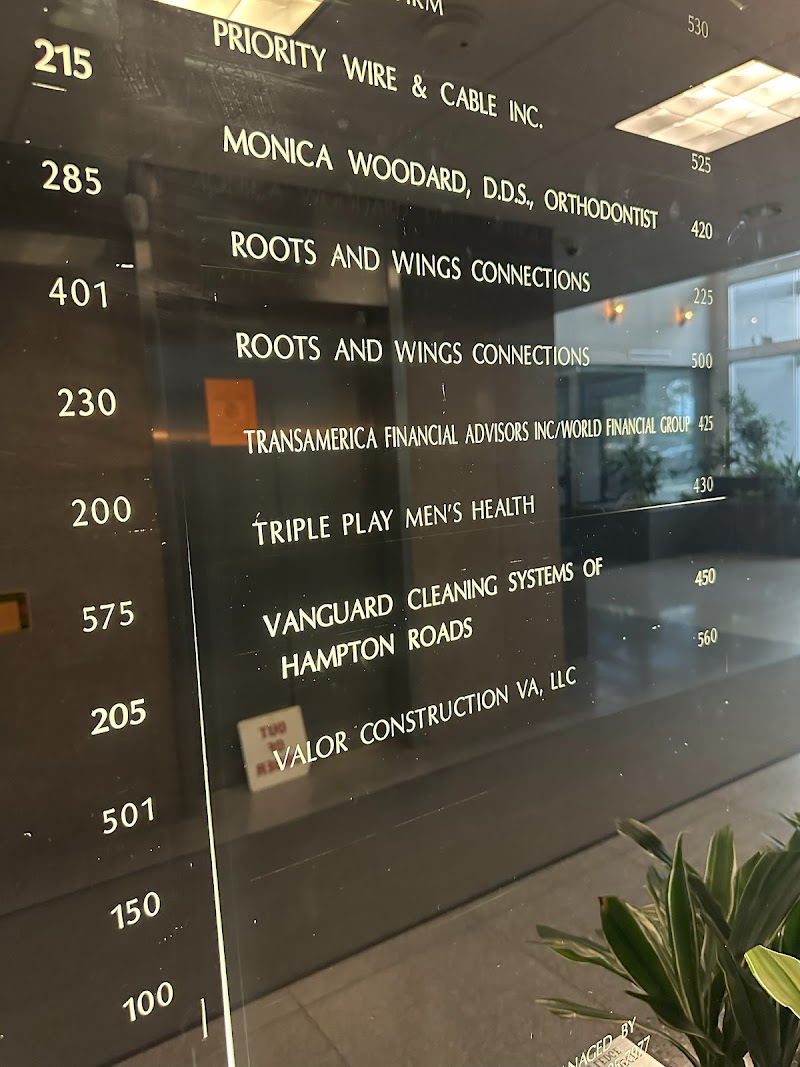 215
285
401
230
200
575
205
501
150
100
530
PRIORITY WIRE & CABLE INC. 525
MONICA WOODARD, D.D.S., ORTHODONTIST 420
ROOTS AND WINGS CONNECTIONS 225
ROOTS AND WINGS CONNECTIONS 500
TRANSAMERICA FINANCIAL ADVISORS INC/WORLD FINANCIAL GROUP 425
TRIPLE PLAY MEN'S HEALTH 430
VANGUARD CLEANING SYSTEMS OF 450
HAMPTON ROADS
VALOR CONSTRUCTION VA, LLC 560
BY